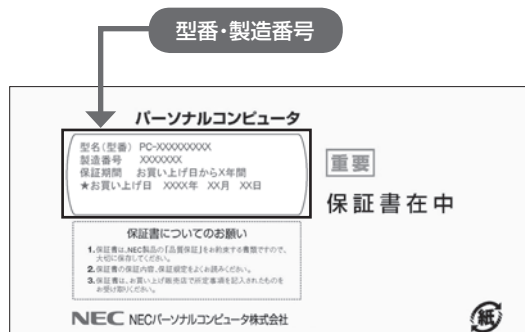 型番・製造番号
パーソナルコンピュータ
型名(型番) PC-XXXXXXXXX
製造番号 XXXXXXX
保証期間 お買い上げ日からX年間
★お買い上げ日 XXXX年 XX月 XX日
重要
保証書在中
保証書についてのお願い
1.保証書は、NEC製品の「品質保証」をお約束する書類ですので、
大切に保存してください。
2.保証書の保証内容、保証規定をよくお読みください。
3.保証書は、お買い上げ販売店で所定事項を記入されたものを
お受け取りください。
NEC NECパーソナルコンピュータ株式会社
紙